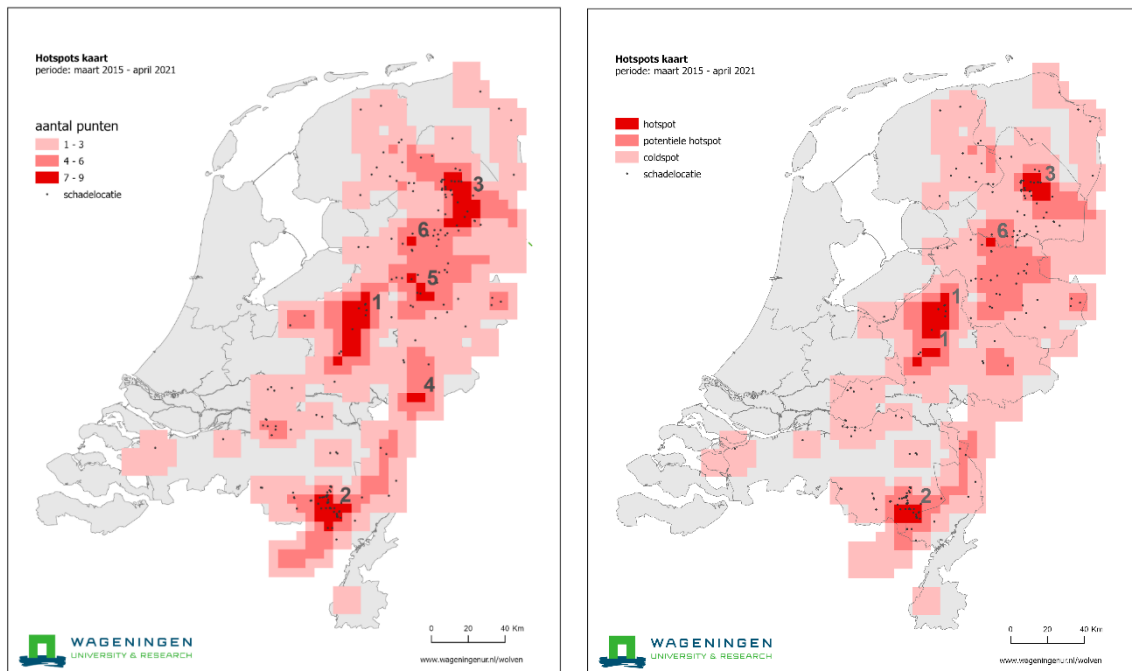 Hotspots kaart
periode: maart 2015 - april 2021
aantal punten
1 - 3
4 - 6
7 - 9
schadelocatie
3
6
5
1
4
2
WAGENINGEN
UNIVERSITY & RESEARCH
0 20 40 Km
www.wageningenur.nl/wolven
Hotspots kaart
periode: maart 2015 - april 2021
hotspot
potentiele hotspot
coldspot
schadelocatie
3
6
1
1
2
WAGENINGEN
UNIVERSITY & RESEARCH
0 20 40 Km
www.wageningenur.nl/wolven